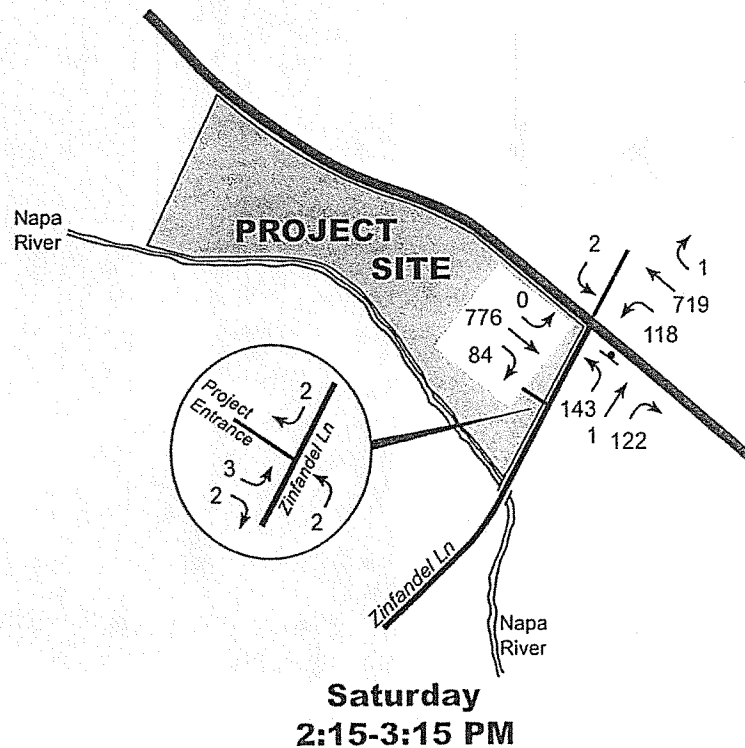 Napa
River
PROJECT
SITE
2
1
719
118
0
776
84
143
1
122
Project
Entrance
2
3
2
2
Zinfandel Ln
Zinfandel Ln
Napa
River
Saturday
2:15-3:15 PM